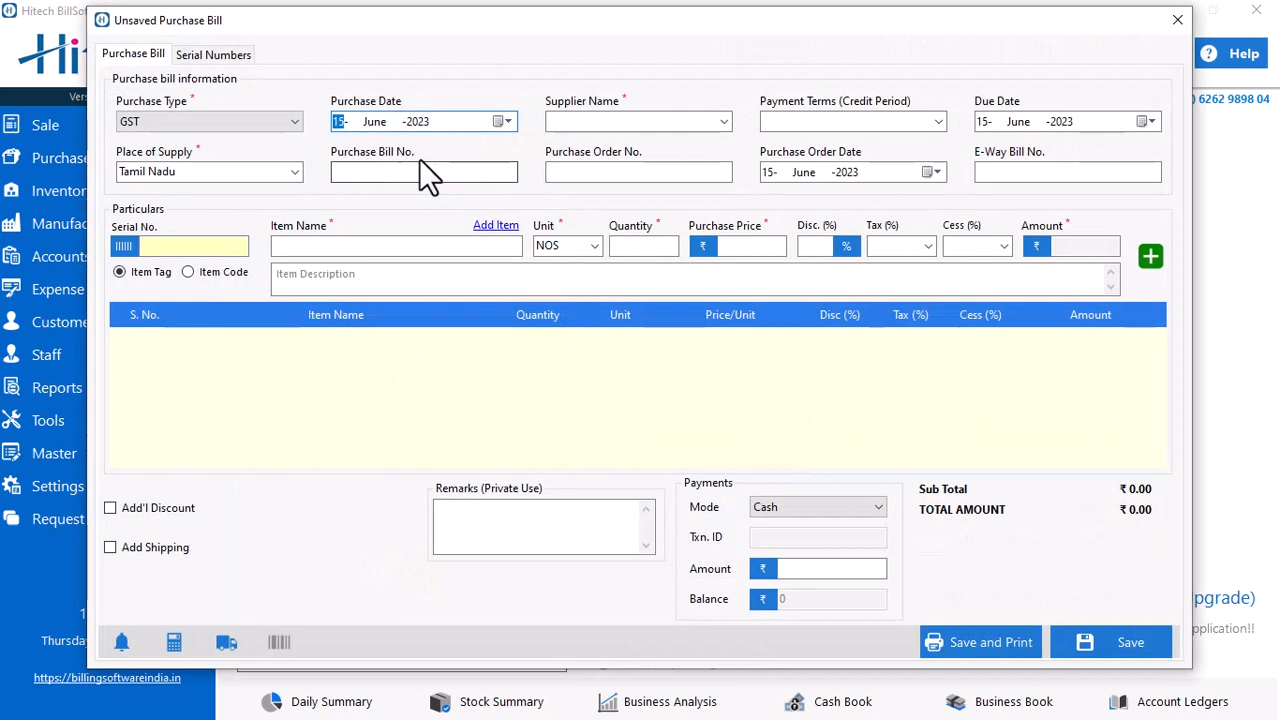 Hitech BillSoft
Unsaved Purchase Bill
Hi
Help
Purchase Bill
Serial Numbers
Purchase bill information
Purchase Type *
Purchase Date
Supplier Name *
Payment Terms (Credit Period)
Due Date
GST
15- June -2023
15- June -2023
6262 9898 04
Place of Supply *
Purchase Bill No.
Purchase Order No.
Purchase Order Date
E-Way Bill No.
Tamil Nadu
15- June -2023
Sale
Purchase
Inventor
Manufac
Accounts
Expense
Custome
Staff
Reports
Tools
Master
Settings
Request
Particulars
Serial No.
Item Name *
Add Item
Unit *
Quantity *
Purchase Price *
Disc. (%)
Tax (%)
Cess (%)
Amount *
NOS
₹
%
₹
Item Tag
Item Code
Item Description
S. No.
Item Name
Quantity
Unit
Price/Unit
Disc (%)
Tax (%)
Cess (%)
Amount
Add'l Discount
Add Shipping
Remarks (Private Use)
Payments
Mode
Cash
Txn. ID
Amount
₹
Balance
₹ 0
Sub Total
₹ 0.00
TOTAL AMOUNT
₹ 0.00
Save and Print
Save
pgrade)
pplication!!
Thursday
https://billingsoftwareindia.in
Daily Summary
Stock Summary
Business Analysis
Cash Book
Business Book
Account Ledgers